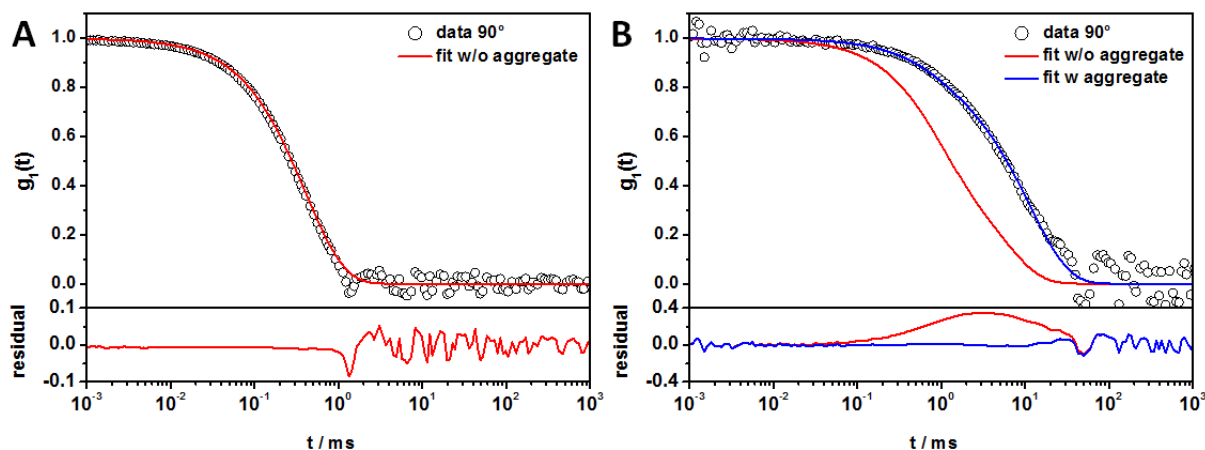 A
data 90°
fit w/o aggregate
g₁(t)
1.0
0.8
0.6
0.4
0.2
0.0
residual
0.1
0.0
-0.1
10⁻³ 10⁻² 10⁻¹ 10⁰ 10¹ 10² 10³
t / ms
B
data 90°
fit w/o aggregate
fit w aggregate
g₁(t)
1.0
0.8
0.6
0.4
0.2
0.0
residual
0.4
0.0
-0.4
10⁻³ 10⁻² 10⁻¹ 10⁰ 10¹ 10² 10³
t / ms